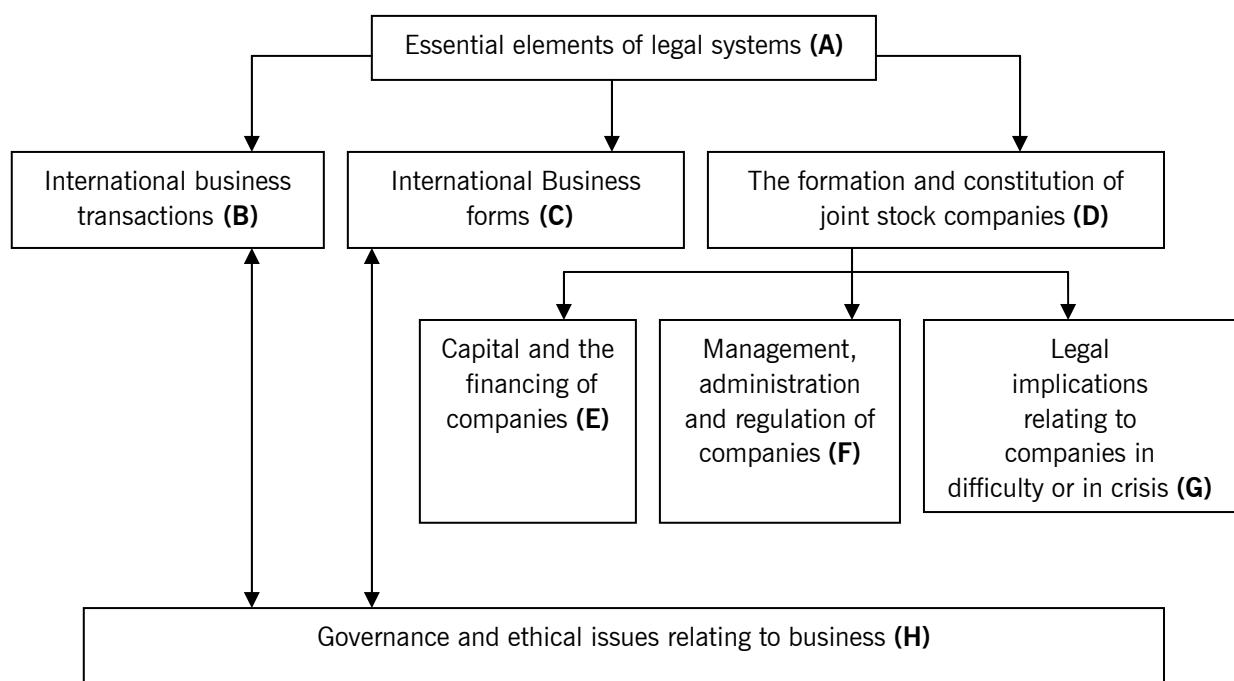 Essential elements of legal systems (A)
International business
transactions (B)
International Business
forms (C)
The formation and constitution of
joint stock companies (D)
Capital and the
financing of
companies (E)
Management,
administration
and regulation of
companies (F)
Legal
implications
relating to
companies in
difficulty or in crisis (G)
Governance and ethical issues relating to business (H)